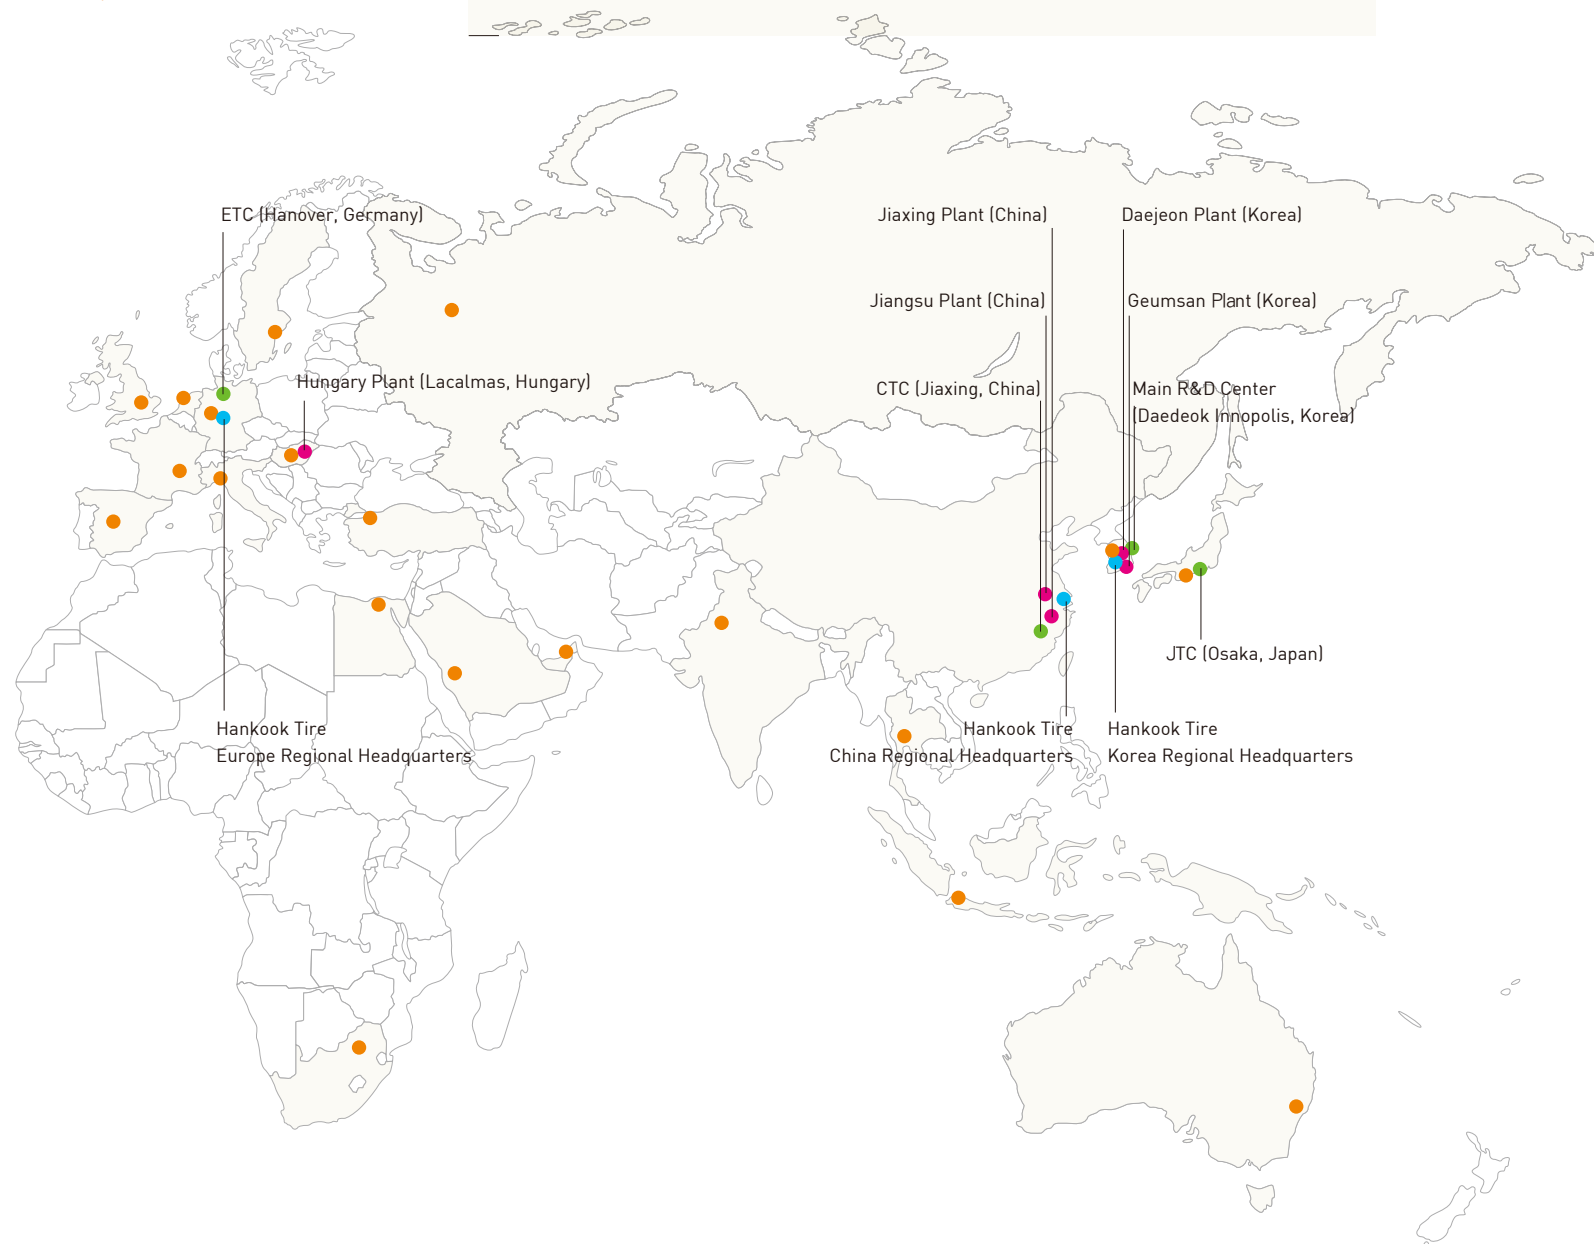 ETC (Hanover, Germany)
Jiaxing Plant (China)
Daejeon Plant (Korea)
Jiangsu Plant (China)
Geumsan Plant (Korea)
Hungary Plant (Lacalmas, Hungary)
CTC (Jiaxing, China)
Main R&D Center
(Daedeok Innopolis, Korea)
JTC (Osaka, Japan)
Hankook Tire
Europe Regional Headquarters
Hankook Tire
China Regional Headquarters
Hankook Tire
Korea Regional Headquarters